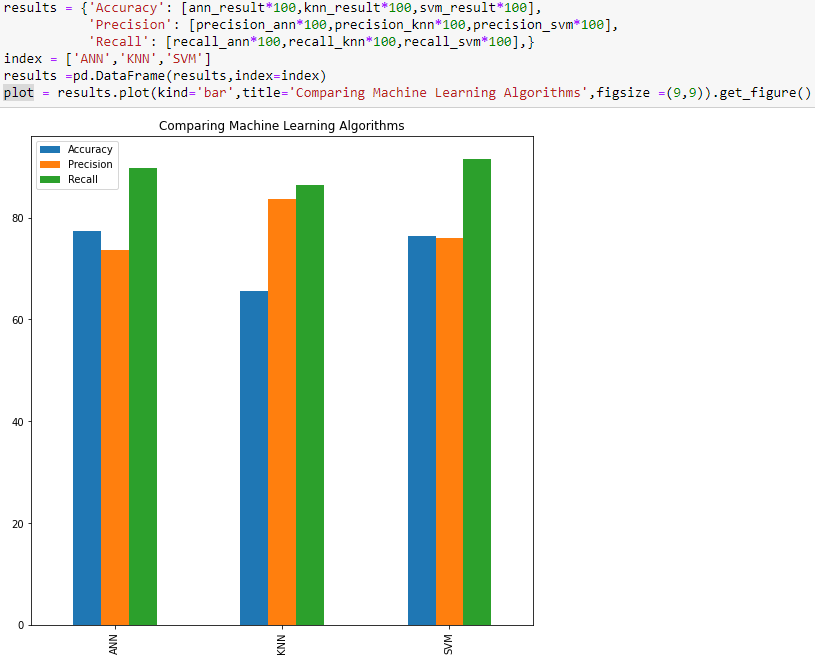 results = {'Accuracy': [ann_result*100,knn_result*100,svm_result*100],
'Precision': [precision_ann*100,precision_knn*100,precision_svm*100],
'Recall': [recall_ann*100,recall_knn*100,recall_svm*100],}
index = ['ANN','KNN','SVM']
results =pd.DataFrame(results,index=index)
plot = results.plot(kind='bar',title='Comparing Machine Learning Algorithms',figsize =(9,9)).get_figure()
Comparing Machine Learning Algorithms
Accuracy
Precision
Recall
80
60
40
20
0
ANN
KNN
SVM